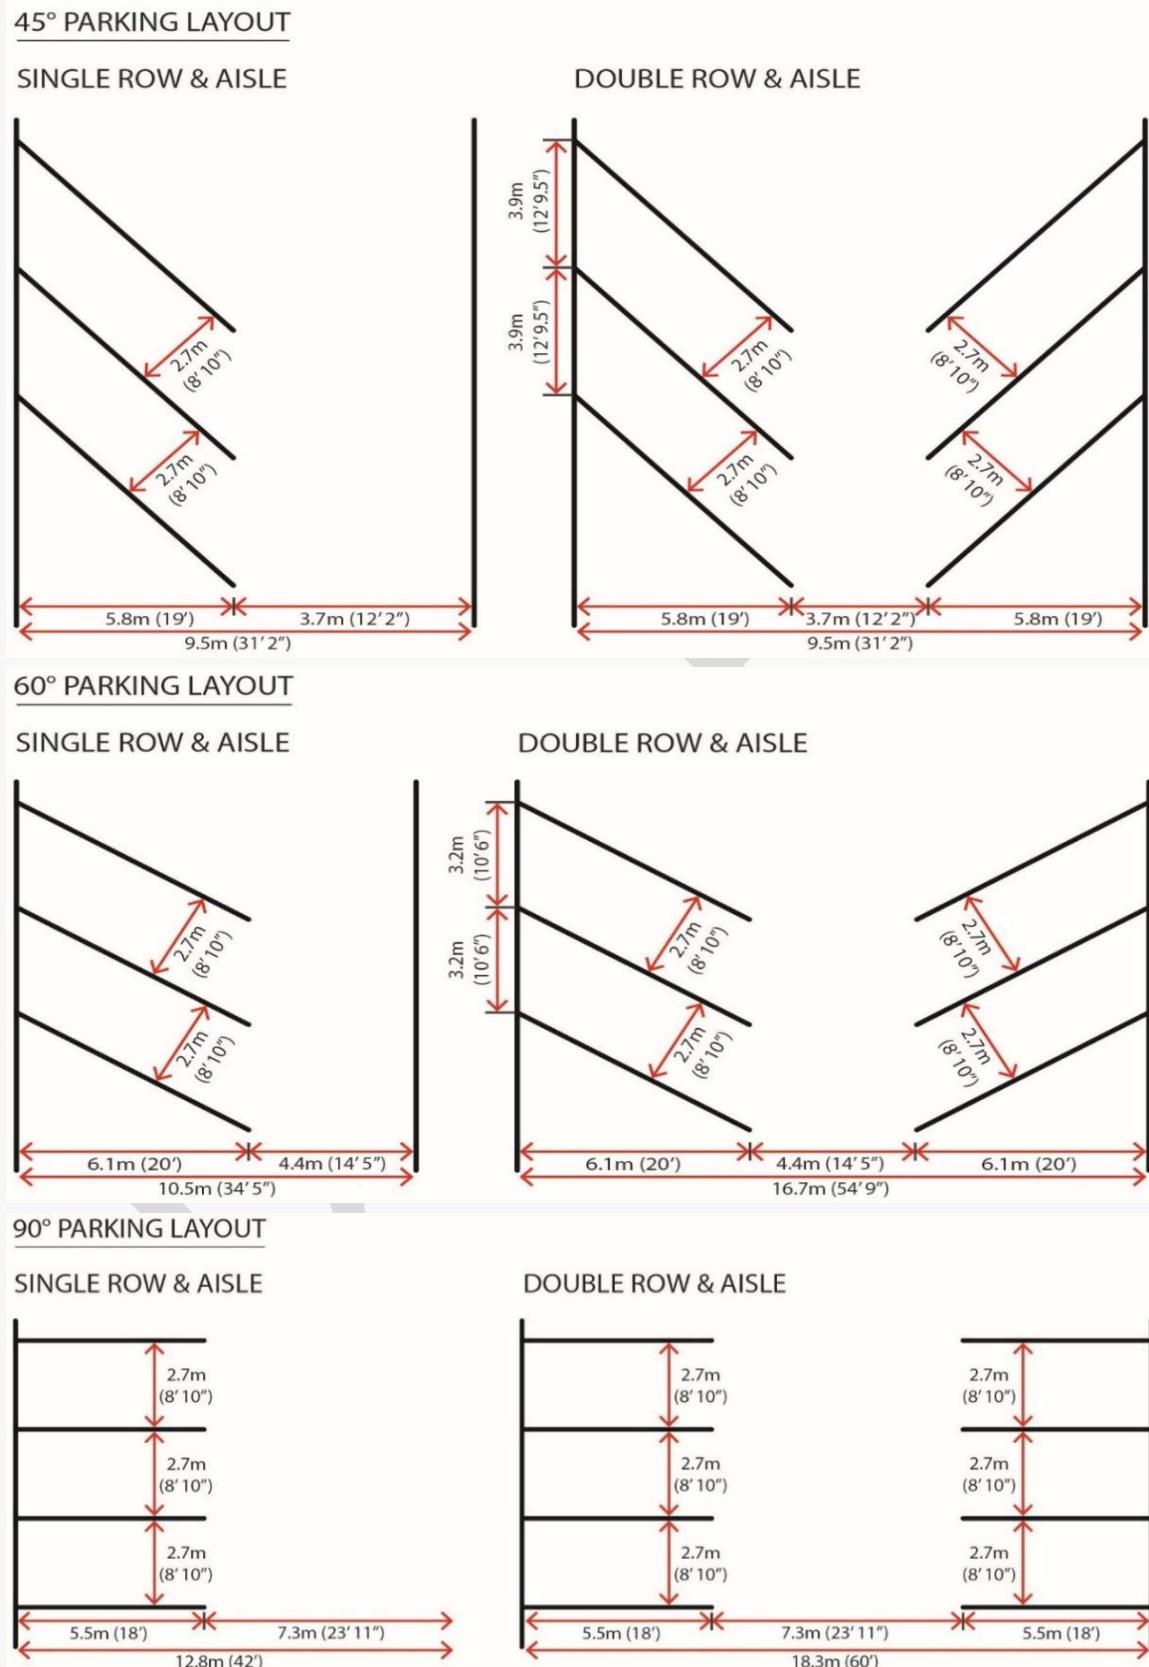 45° PARKING LAYOUT
SINGLE ROW & AISLE
DOUBLE ROW & AISLE
3.9m
(12'9.5")
3.9m
(12'9.5")
2.7m
(8'10")
2.7m
(8'10")
2.7m
(8'10")
2.7m
(8'10")
2.7m
(8'10")
2.7m
(8'10")
5.8m (19')
3.7m (12'2")
9.5m (31'2")
5.8m (19')
3.7m (12'2")
5.8m (19')
9.5m (31'2")
60° PARKING LAYOUT
SINGLE ROW & AISLE
DOUBLE ROW & AISLE
3.2m
(10'6")
3.2m
(10'6")
2.7m
(8'10")
2.7m
(8'10")
2.7m
(8'10")
2.7m
(8'10")
2.7m
(8'10")
2.7m
(8'10")
6.1m (20')
4.4m (14'5")
10.5m (34'5")
6.1m (20')
4.4m (14'5")
6.1m (20')
16.7m (54'9")
90° PARKING LAYOUT
SINGLE ROW & AISLE
DOUBLE ROW & AISLE
2.7m
(8'10")
2.7m
(8'10")
2.7m
(8'10")
2.7m
(8'10")
2.7m
(8'10")
2.7m
(8'10")
2.7m
(8'10")
2.7m
(8'10")
2.7m
(8'10")
5.5m (18')
7.3m (23'11")
12.8m (42')
5.5m (18')
7.3m (23'11")
5.5m (18')
18.3m (60')